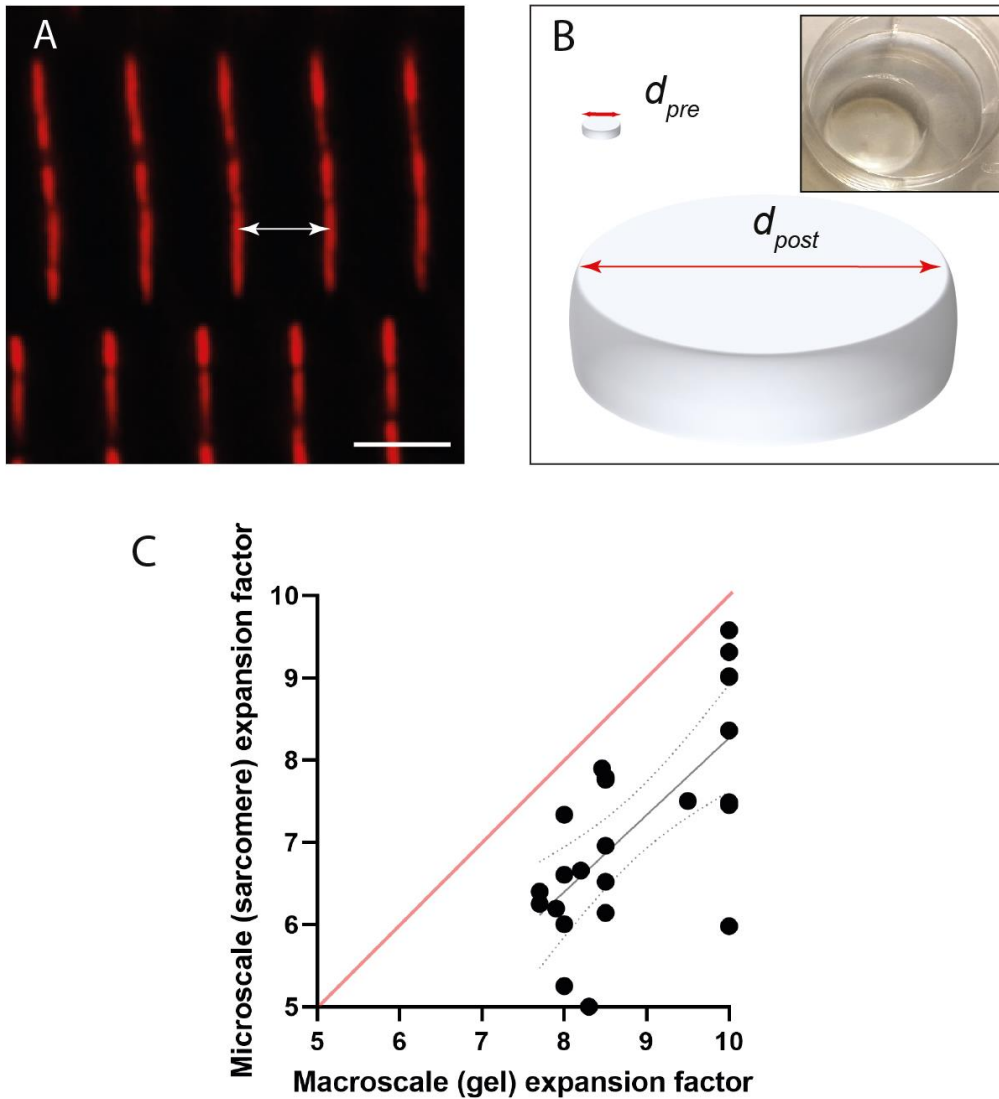 A
B
d_pre
d_post
C
Microscale (sarcomere) expansion factor
10
9
8
7
6
5
5 6 7 8 9 10
Macroscale (gel) expansion factor